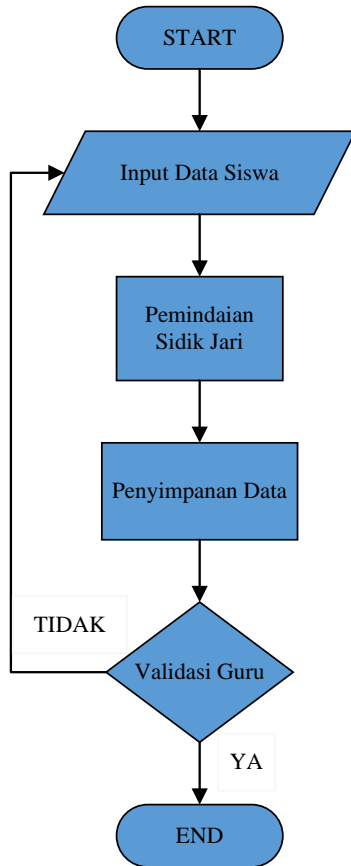 START
Input Data Siswa
Pemindaian
Sidik Jari
Penyimpanan Data
TIDAK
Validasi Guru
YA
END